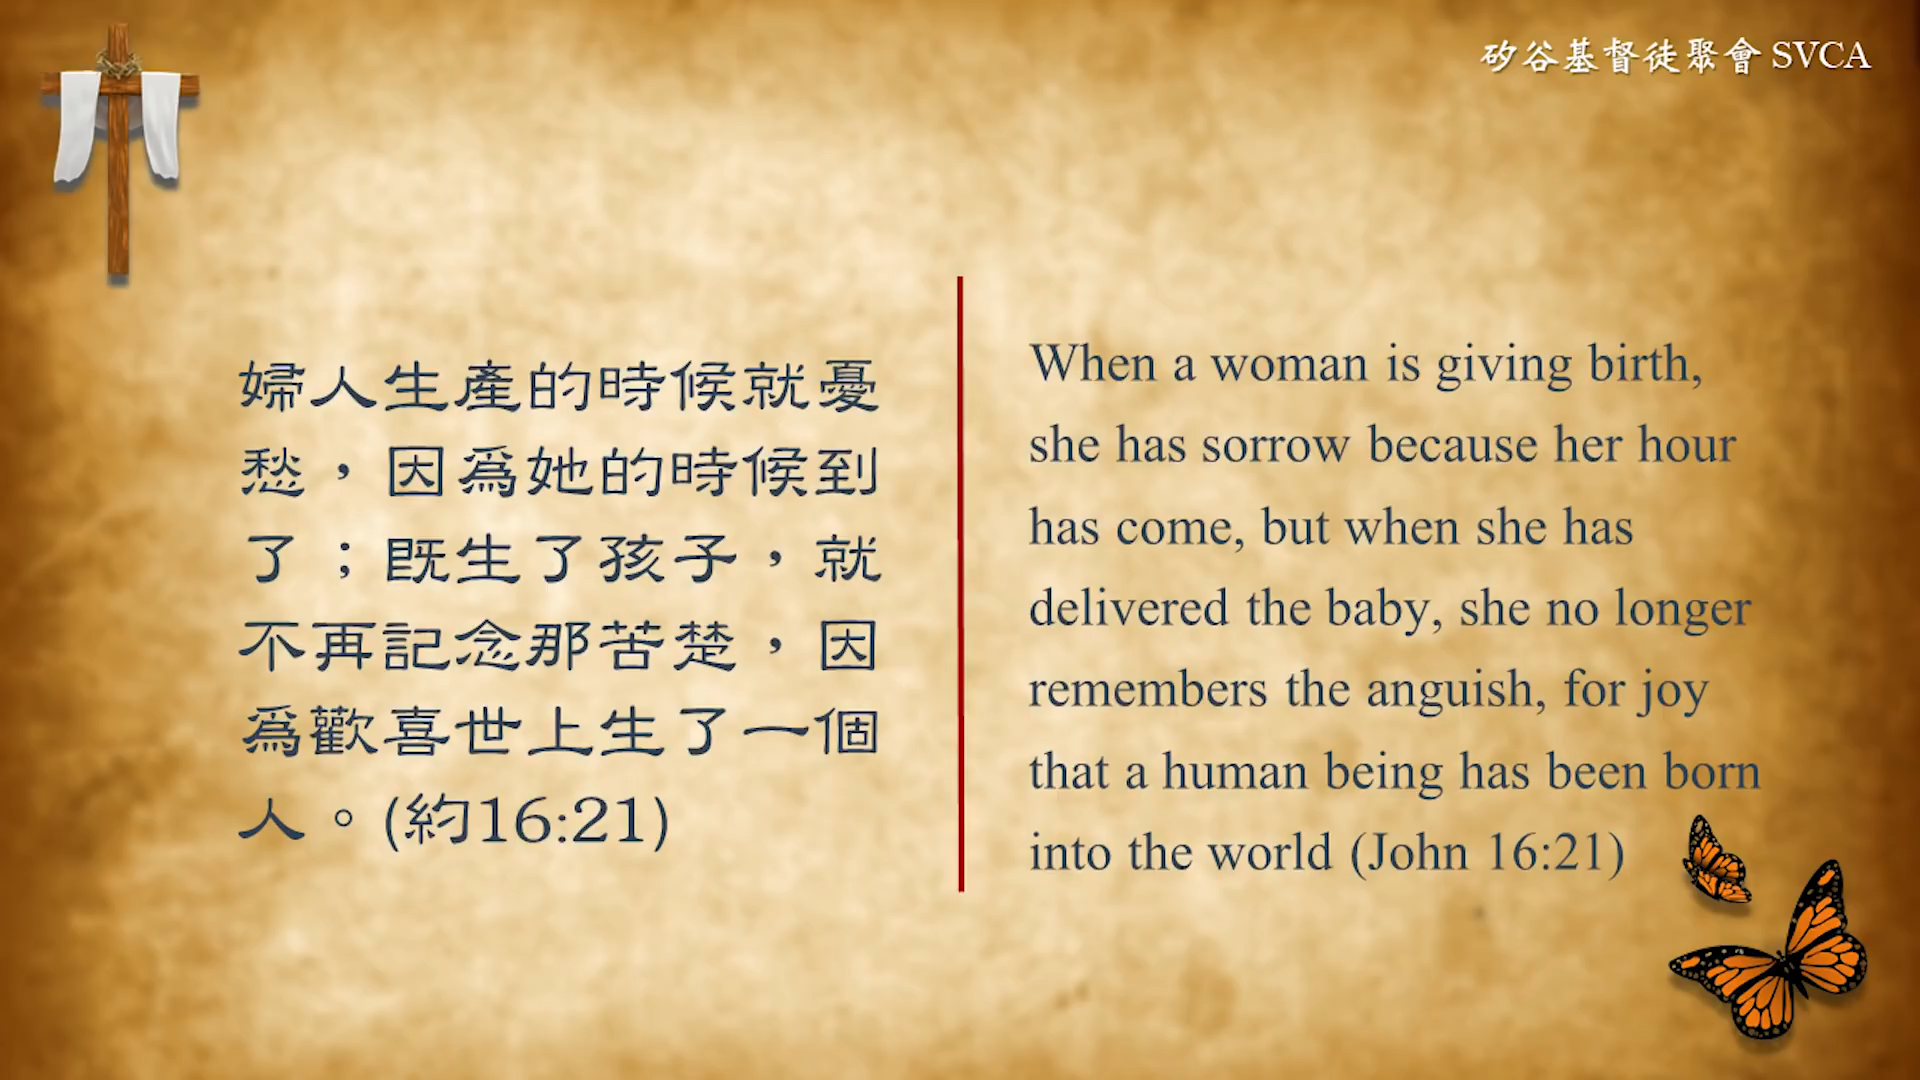 矽谷基督徒聚會 SVCA
婦人生產的時候就憂
愁，因爲她的時候到
了；既生了孩子，就
不再記念那苦楚，因
爲歡喜世上生了一個
人。(約16:21)
When a woman is giving birth,
she has sorrow because her hour
has come, but when she has
delivered the baby, she no longer
remembers the anguish, for joy
that a human being has been born
into the world (John 16:21)